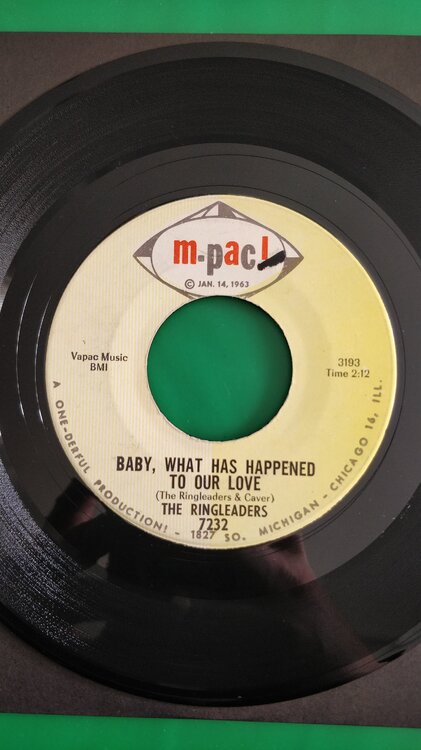 m-pac!
© JAN. 14, 1963
Vapac Music
BMI
3193
Time 2:12
BABY, WHAT HAS HAPPENED
TO OUR LOVE
(The Ringleaders & Caver)
THE RINGLEADERS
7232
A ONE-DERFUL PRODUCTION! - 1827 SO. MICHIGAN - CHICAGO 16, ILL.